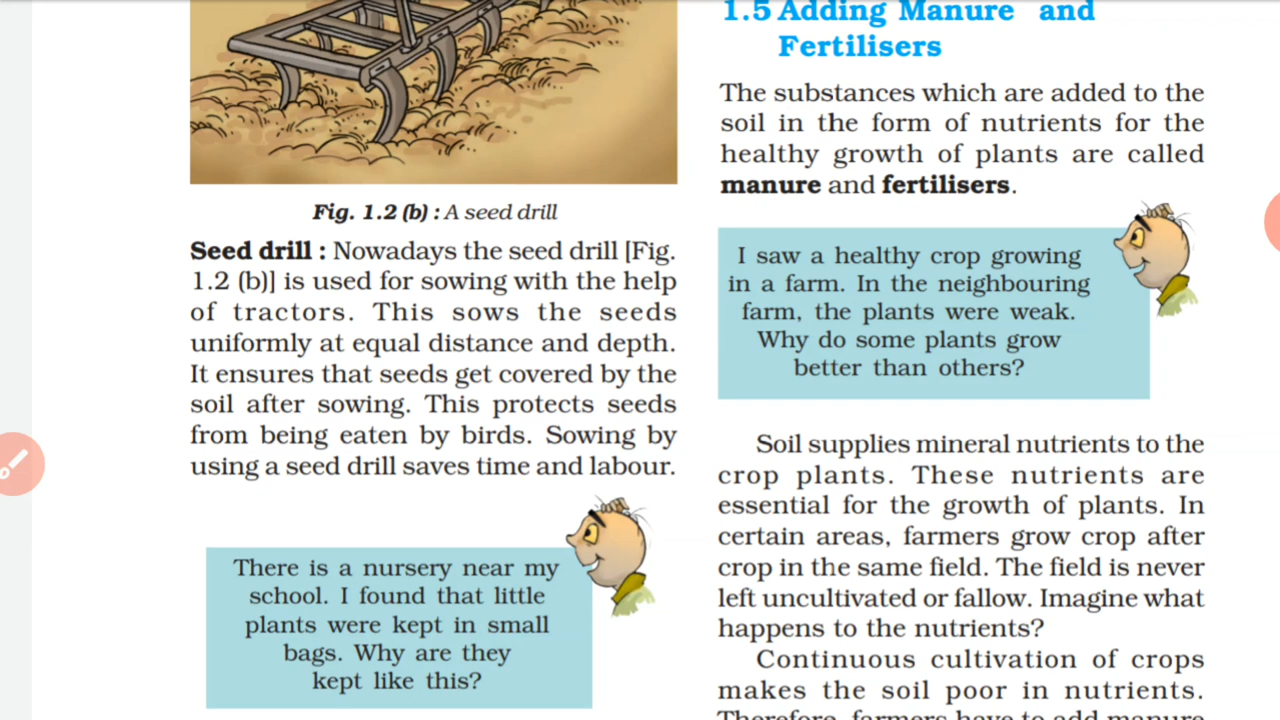 Fig. 1.2 (b) : A seed drill
Seed drill : Nowadays the seed drill [Fig.
1.2 (b)] is used for sowing with the help
of tractors. This sows the seeds
uniformly at equal distance and depth.
It ensures that seeds get covered by the
soil after sowing. This protects seeds
from being eaten by birds. Sowing by
using a seed drill saves time and labour.
There is a nursery near my
school. I found that little
plants were kept in small
bags. Why are they
kept like this?
1.5 Adding Manure and
Fertilisers
The substances which are added to the
soil in the form of nutrients for the
healthy growth of plants are called
manure and fertilisers.
I saw a healthy crop growing
in a farm. In the neighbouring
farm, the plants were weak.
Why do some plants grow
better than others?
Soil supplies mineral nutrients to the
crop plants. These nutrients are
essential for the growth of plants. In
certain areas, farmers grow crop after
crop in the same field. The field is never
left uncultivated or fallow. Imagine what
happens to the nutrients?
Continuous cultivation of crops
makes the soil poor in nutrients.
Therefore, farmers have to add manure